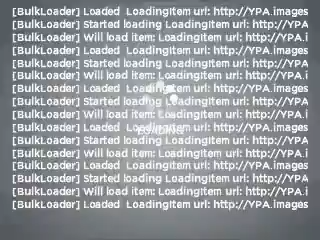 [BulkLoader] Loaded LoadingItem url: http://YPA.images
[BulkLoader] Started loading LoadingItem url: http://YPA
[BulkLoader] Will load item: LoadingItem url: http://YPA.i
[BulkLoader] Loaded LoadingItem url: http://YPA.images
[BulkLoader] Started loading LoadingItem url: http://YPA
[BulkLoader] Will load item: LoadingItem url: http://YPA.i
[BulkLoader] Loaded LoadingItem url: http://YPA.images
[BulkLoader] Started loading LoadingItem url: http://YPA
[BulkLoader] Will load item: LoadingItem url: http://YPA.i
[BulkLoader] Loaded LoadingItem url: http://YPA.images
LOADING
[BulkLoader] Started loading LoadingItem url: http://YPA
[BulkLoader] Will load item: LoadingItem url: http://YPA.i
[BulkLoader] Loaded LoadingItem url: http://YPA.images
[BulkLoader] Started loading LoadingItem url: http://YPA
[BulkLoader] Will load item: LoadingItem url: http://YPA.i
[BulkLoader] Loaded LoadingItem url: http://YPA.images